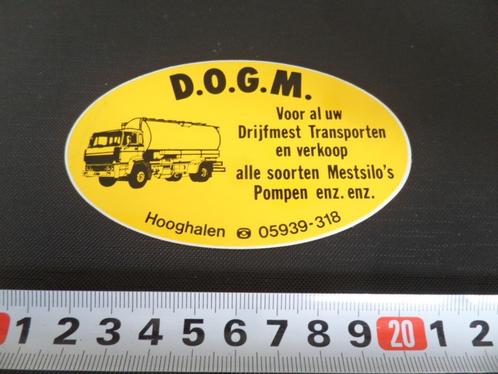 D.O.G.M.
Voor al uw
Drijfmest Transporten
en verkoop
alle soorten Mestsilo's
Pompen enz. enz.
Hooghalen ☎ 05939-318
1 2 3 4 5 6 7 8 9 20 1 2